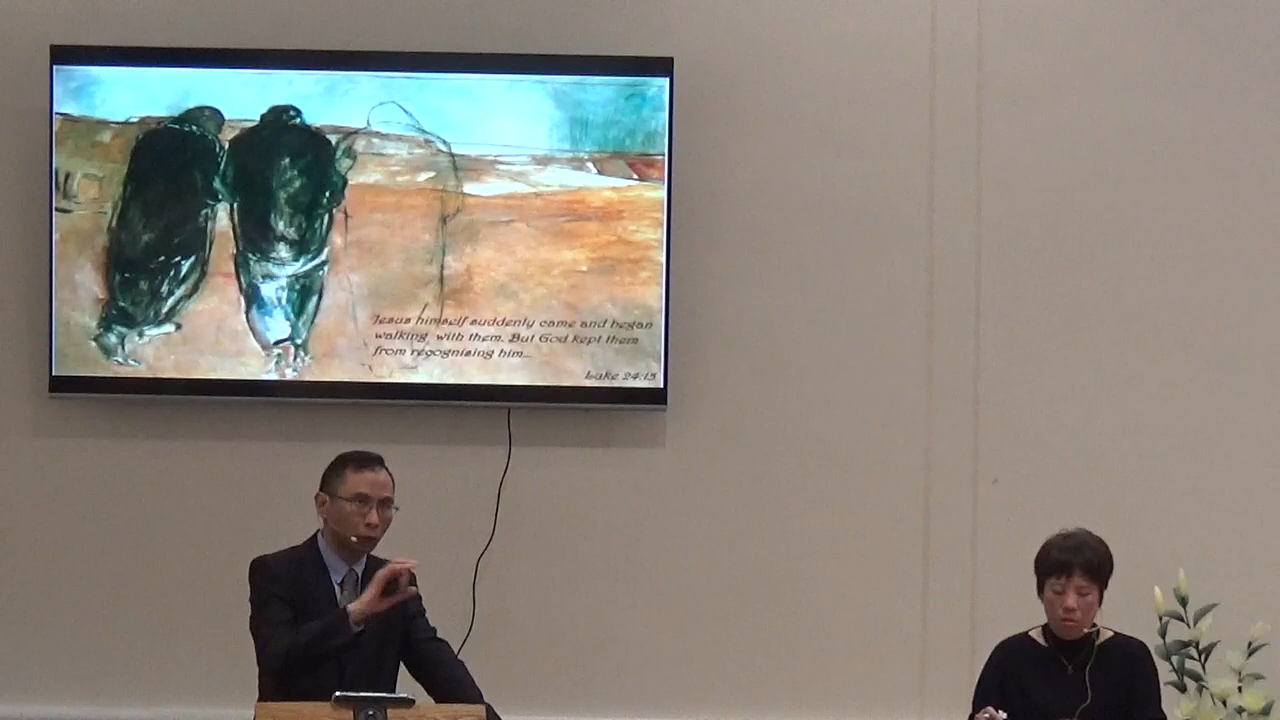 Jesus himself suddenly came and began
walking with them. But God kept them
from recognising him...
Luke 24:15